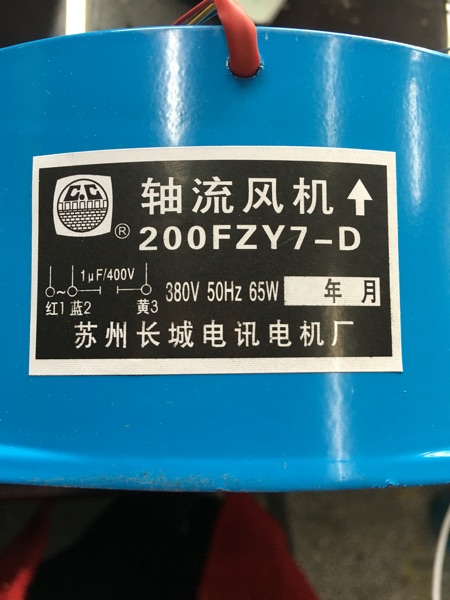 轴流风机
® 200FZY7-D
1μF/400V
红1 蓝2 黄3
380V 50Hz 65W 年 月
苏州长城电讯电机厂